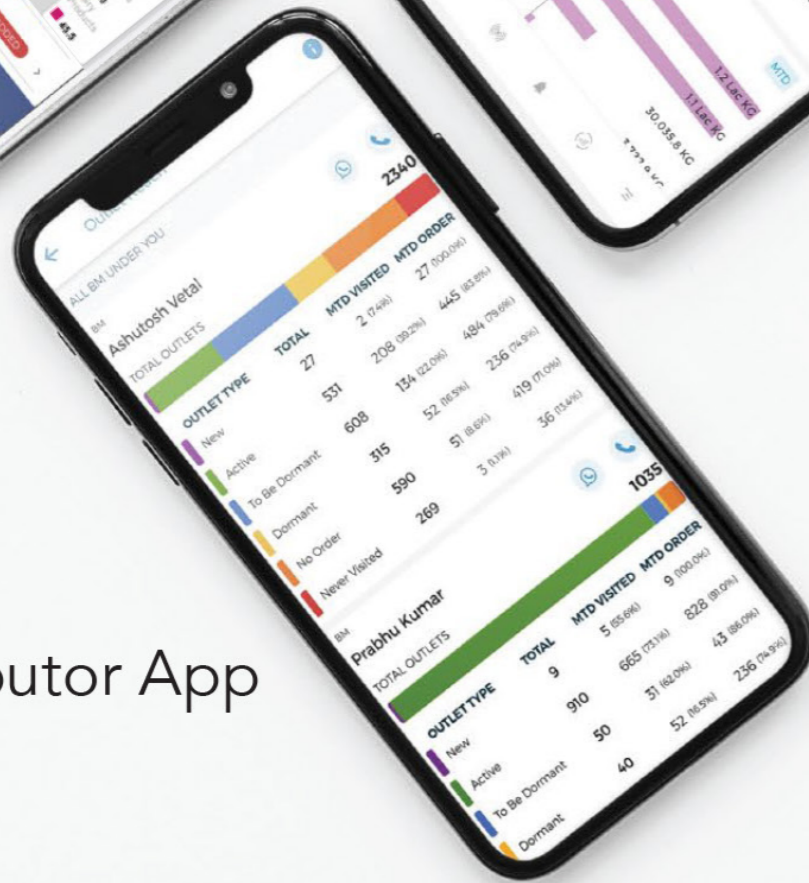 45.5
1.2 Lac KG
1.1 Lac KG
MTD
30,035.8 KG
ALL BM UNDER YOU
BM
Ashutosh Vetal
TOTAL OUTLETS 2340
OUTLET TYPE TOTAL MTD VISITED MTD ORDER
New 27 2 (7.4%) 27 (100.0%)
Active 531 208 (39.2%) 445 (83.8%)
To Be Dormant 608 134 (22.0%) 484 (79.6%)
Dormant 315 52 (16.5%) 236 (74.9%)
No Order 590 51 (8.6%) 419 (71.0%)
Never Visited 269 3 (1.1%) 36 (13.4%)
BM
Prabhu Kumar
TOTAL OUTLETS 1035
OUTLET TYPE TOTAL MTD VISITED MTD ORDER
New 9 5 (55.6%) 9 (100.0%)
Active 910 665 (73.1%) 828 (91.0%)
To Be Dormant 50 31 (62.0%) 43 (86.0%)
Dormant 40 52 (16.5%) 236 (74.9%)
utor App